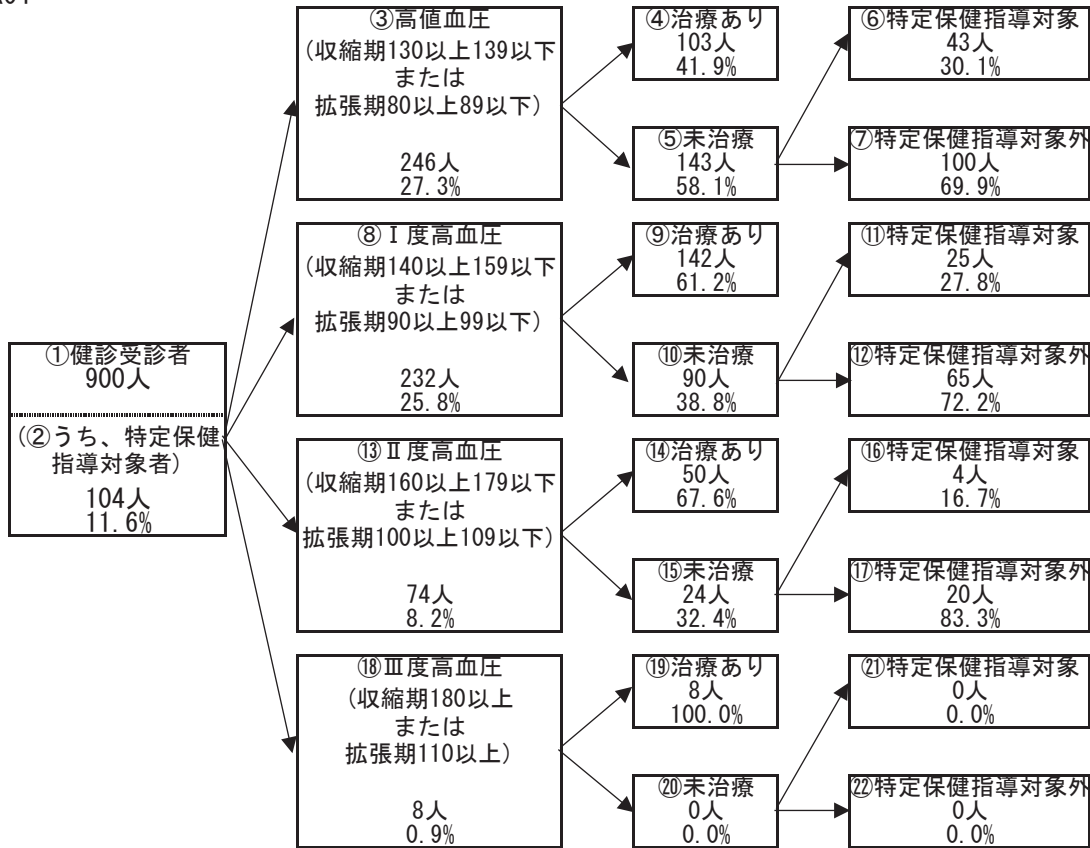 ①健診受診者
900人
(②うち、特定保健
指導対象者)
104人
11.6%
③高値血圧
(収縮期130以上139以下
または
拡張期80以上89以下)
246人
27.3%
④治療あり
103人
41.9%
⑤未治療
143人
58.1%
⑥特定保健指導対象
43人
30.1%
⑦特定保健指導対象外
100人
69.9%
⑧Ⅰ度高血圧
(収縮期140以上159以下
または
拡張期90以上99以下)
232人
25.8%
⑨治療あり
142人
61.2%
⑩未治療
90人
38.8%
⑪特定保健指導対象
25人
27.8%
⑫特定保健指導対象外
65人
72.2%
⑬Ⅱ度高血圧
(収縮期160以上179以下
または
拡張期100以上109以下)
74人
8.2%
⑭治療あり
50人
67.6%
⑮未治療
24人
32.4%
⑯特定保健指導対象
4人
16.7%
⑰特定保健指導対象外
20人
83.3%
⑱Ⅲ度高血圧
(収縮期180以上
または
拡張期110以上)
8人
0.9%
⑲治療あり
8人
100.0%
⑳未治療
0人
0.0%
㉑特定保健指導対象
0人
0.0%
㉒特定保健指導対象外
0人
0.0%